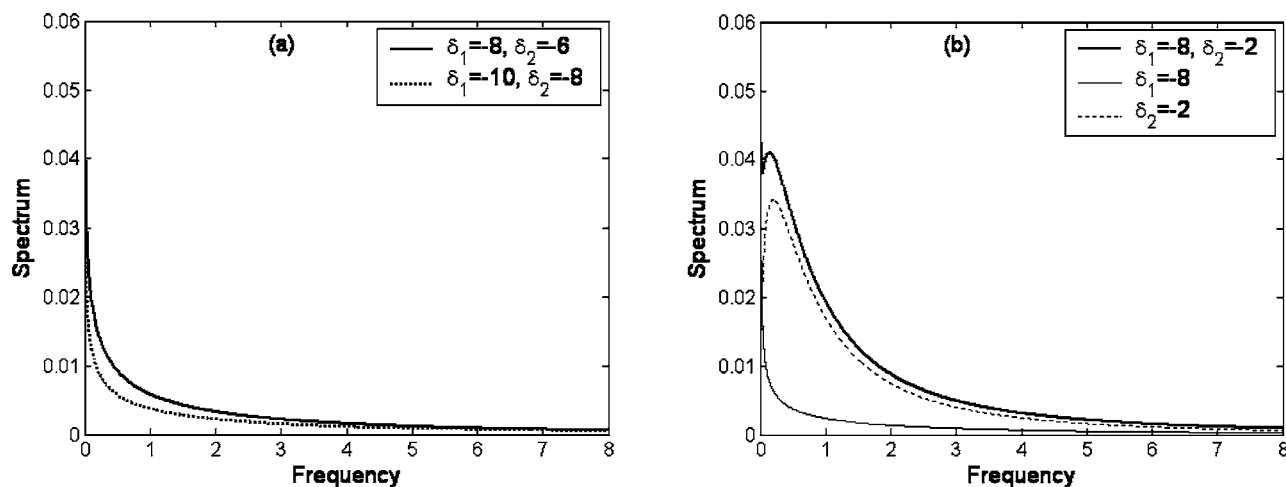 (a)
δ1=-8, δ2=-6
δ1=-10, δ2=-8
0.06
0.05
0.04
0.03
0.02
0.01
0
Spectrum
0 1 2 3 4 5 6 7 8
Frequency
(b)
δ1=-8, δ2=-2
δ1=-8
δ2=-2
0.06
0.05
0.04
0.03
0.02
0.01
0
Spectrum
0 1 2 3 4 5 6 7 8
Frequency